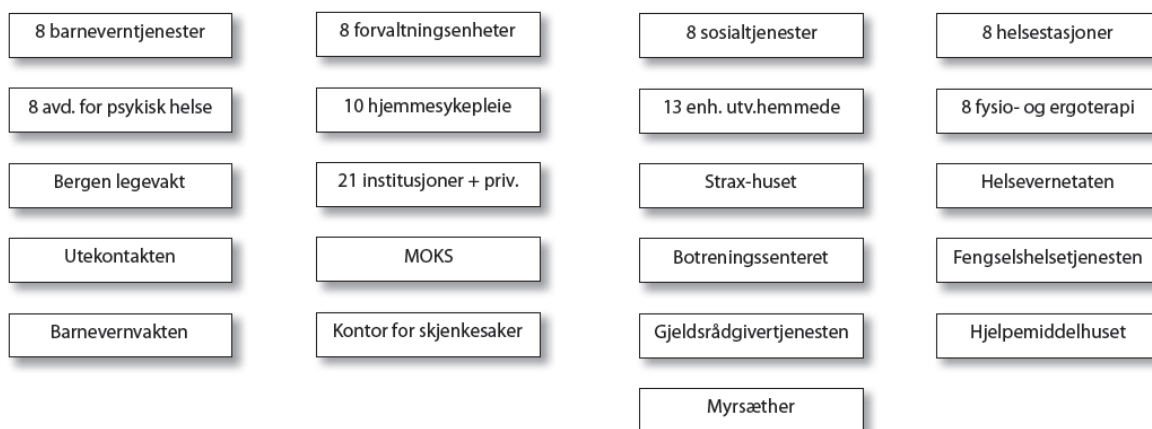 8 barneverntjenester
8 forvaltningsenheter
8 sosialtjenester
8 helsestasjoner
8 avd. for psykisk helse
10 hjemmesykepleie
13 enh. utv.hemmede
8 fysio- og ergoterapi
Bergen legevakt
21 institusjoner + priv.
Strax-huset
Helsevernetaten
Utekontakten
MOKS
Botreningssenteret
Fengselshelsetjenesten
Barnevernvakten
Kontor for skjenkesaker
Gjeldsrådgivertjenesten
Hjelpemiddelhuset
Myrsæther